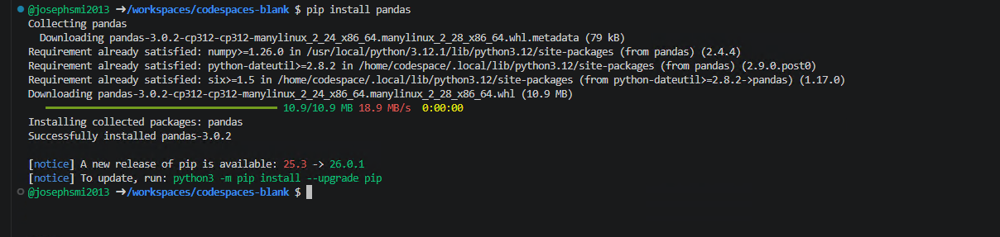 @josephsmi2013 ➜/workspaces/codespaces-blank $ pip install pandas
Collecting pandas
  Downloading pandas-3.0.2-cp312-cp312-manylinux_2_24_x86_64.manylinux_2_28_x86_64.whl.metadata (79 kB)
Requirement already satisfied: numpy>=1.26.0 in /usr/local/python/3.12.1/lib/python3.12/site-packages (from pandas) (2.4.4)
Requirement already satisfied: python-dateutil>=2.8.2 in /home/codespace/.local/lib/python3.12/site-packages (from pandas) (2.9.0.post0)
Requirement already satisfied: six>=1.5 in /home/codespace/.local/lib/python3.12/site-packages (from python-dateutil>=2.8.2->pandas) (1.17.0)
Downloading pandas-3.0.2-cp312-cp312-manylinux_2_24_x86_64.manylinux_2_28_x86_64.whl (10.9 MB)
10.9/10.9 MB 18.9 MB/s  0:00:00
Installing collected packages: pandas
Successfully installed pandas-3.0.2
[notice] A new release of pip is available: 25.3 -> 26.0.1
[notice] To update, run: python3 -m pip install --upgrade pip
@josephsmi2013 ➜/workspaces/codespaces-blank $